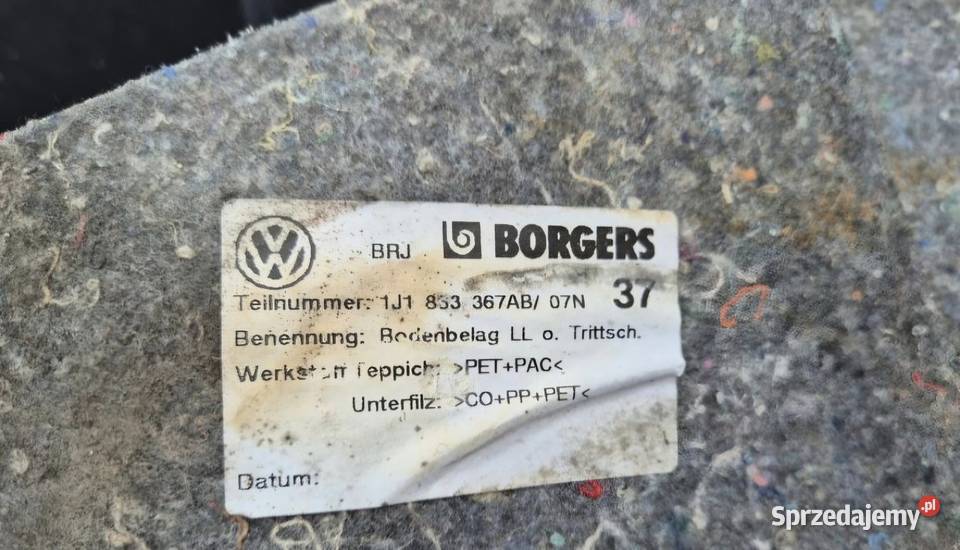 BRJ BORGERS
Teilnummer: 1J1 863 367AB/ 07N 37
Benennung: Bodenbelag LL o. Trittsch.
Werkstoff Teppich: >PET+PAC<
Unterfilz: >CO+PP+PET<
Datum:
Sprzedajemy.pl